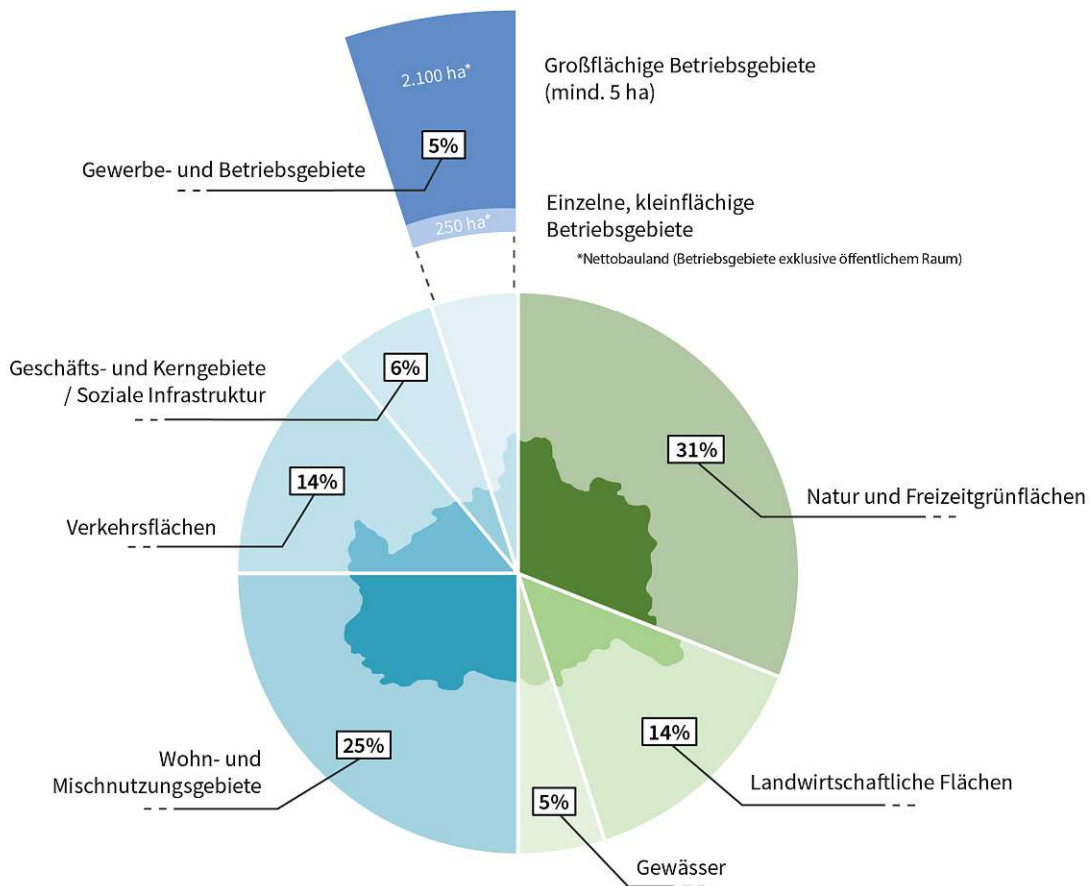 2.100 ha*
Großflächige Betriebsgebiete
(mind. 5 ha)
5%
Gewerbe- und Betriebsgebiete
250 ha*
Einzelne, kleinflächige
Betriebsgebiete
*Nettobauland (Betriebsgebiete exklusive öffentlichem Raum)
Geschäfts- und Kerngebiete
/ Soziale Infrastruktur
6%
31%
Natur und Freizeitgrünflächen
14%
Verkehrsflächen
25%
Wohn- und
Mischnutzungsgebiete
14%
Landwirtschaftliche Flächen
5%
Gewässer